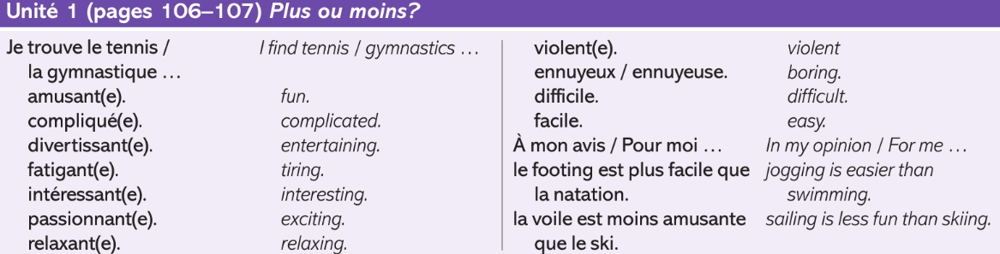 Unité 1 (pages 106–107) Plus ou moins?
Je trouve le tennis / I find tennis / gymnastics …
la gymnastique …
amusant(e). fun.
compliqué(e). complicated.
divertissant(e). entertaining.
fatigant(e). tiring.
intéressant(e). interesting.
passionnant(e). exciting.
relaxant(e). relaxing.
violent(e). violent
ennuyeux / ennuyeuse. boring.
difficile. difficult.
facile. easy.
À mon avis / Pour moi … In my opinion / For me …
le footing est plus facile que jogging is easier than
la natation. swimming.
la voile est moins amusante sailing is less fun than skiing.
que le ski.